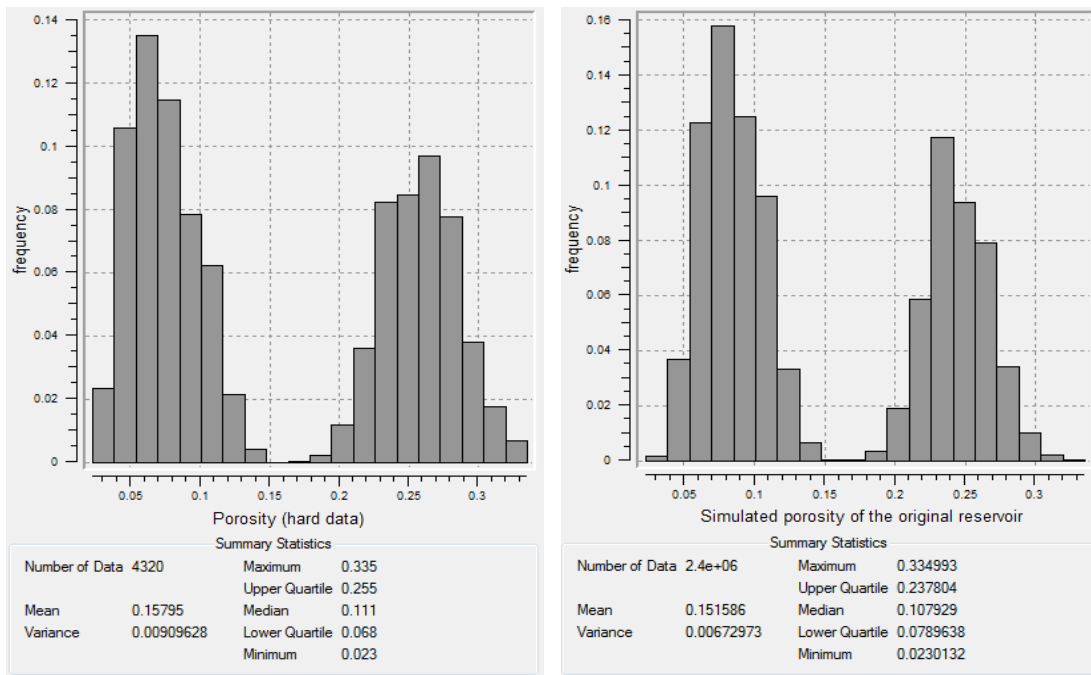 0.14
0.12
0.1
0.08
0.06
0.04
0.02
0
frequency
0.05 0.1 0.15 0.2 0.25 0.3
Porosity (hard data)
Summary Statistics
Number of Data 4320 Maximum 0.335
Upper Quartile 0.255
Mean 0.15795 Median 0.111
Variance 0.00909628 Lower Quartile 0.068
Minimum 0.023
0.16
0.14
0.12
0.1
0.08
0.06
0.04
0.02
0
frequency
0.05 0.1 0.15 0.2 0.25 0.3
Simulated porosity of the original reservoir
Summary Statistics
Number of Data 2.4e+06 Maximum 0.334993
Upper Quartile 0.237804
Mean 0.151586 Median 0.107929
Variance 0.00672973 Lower Quartile 0.0789638
Minimum 0.0230132